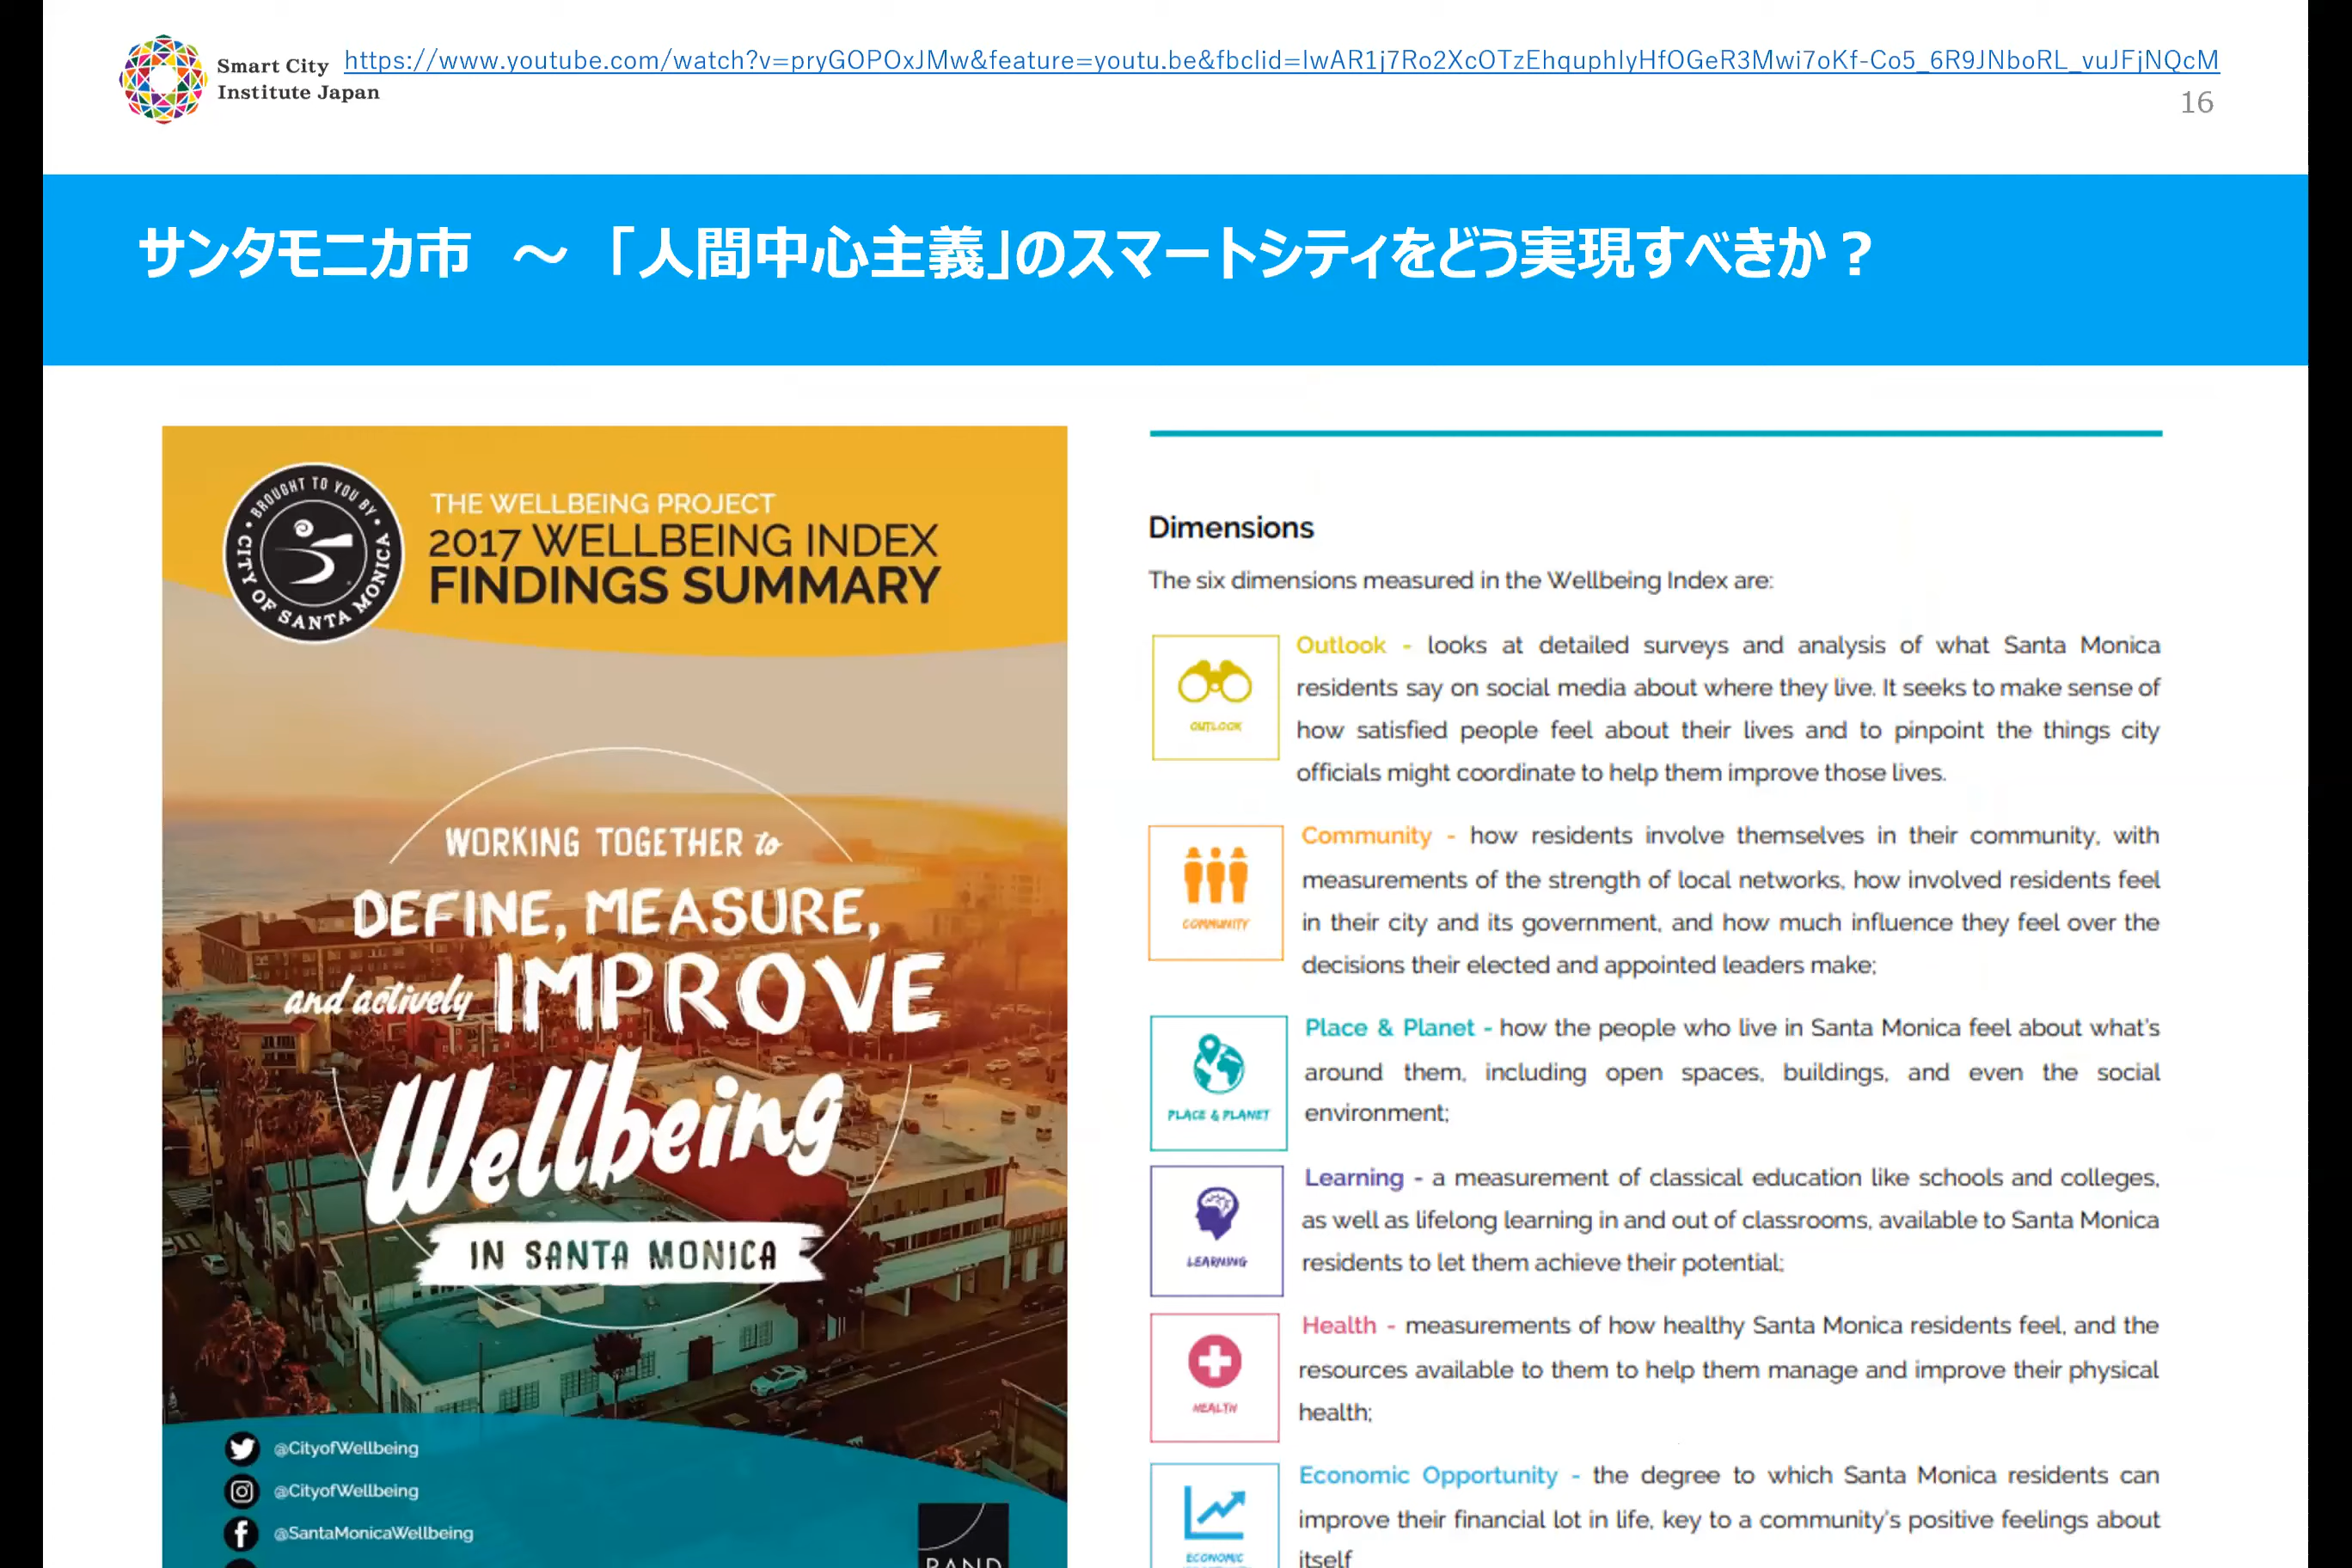 Smart City
Institute Japan
https://www.youtube.com/watch?v=pryGOPOxJMw&feature=youtu.be&fbclid=IwAR1j7Ro2XcOTzEhquphIyHfOGeR3Mwi7oKf-Co5_6R9JNboRL_vuJFjNQcM
16
サンタモニカ市 ～ 「人間中心主義」のスマートシティをどう実現すべきか？
BROUGHT TO YOU BY
CITY OF SANTA MONICA
THE WELLBEING PROJECT
2017 WELLBEING INDEX
FINDINGS SUMMARY
WORKING TOGETHER to
DEFINE, MEASURE,
and actively IMPROVE
Wellbeing
IN SANTA MONICA
@CityofWellbeing
@CityofWellbeing
@SantaMonicaWellbeing
RAND
Dimensions
The six dimensions measured in the Wellbeing Index are:
OUTLOOK
Outlook - looks at detailed surveys and analysis of what Santa Monica
residents say on social media about where they live. It seeks to make sense of
how satisfied people feel about their lives and to pinpoint the things city
officials might coordinate to help them improve those lives.
COMMUNITY
Community - how residents involve themselves in their community, with
measurements of the strength of local networks, how involved residents feel
in their city and its government, and how much influence they feel over the
decisions their elected and appointed leaders make;
PLACE & PLANET
Place & Planet - how the people who live in Santa Monica feel about what's
around them, including open spaces, buildings, and even the social
environment;
LEARNING
Learning - a measurement of classical education like schools and colleges,
as well as lifelong learning in and out of classrooms, available to Santa Monica
residents to let them achieve their potential;
HEALTH
Health - measurements of how healthy Santa Monica residents feel, and the
resources available to them to help them manage and improve their physical
health;
ECONOMIC
Economic Opportunity - the degree to which Santa Monica residents can
improve their financial lot in life, key to a community's positive feelings about
itself